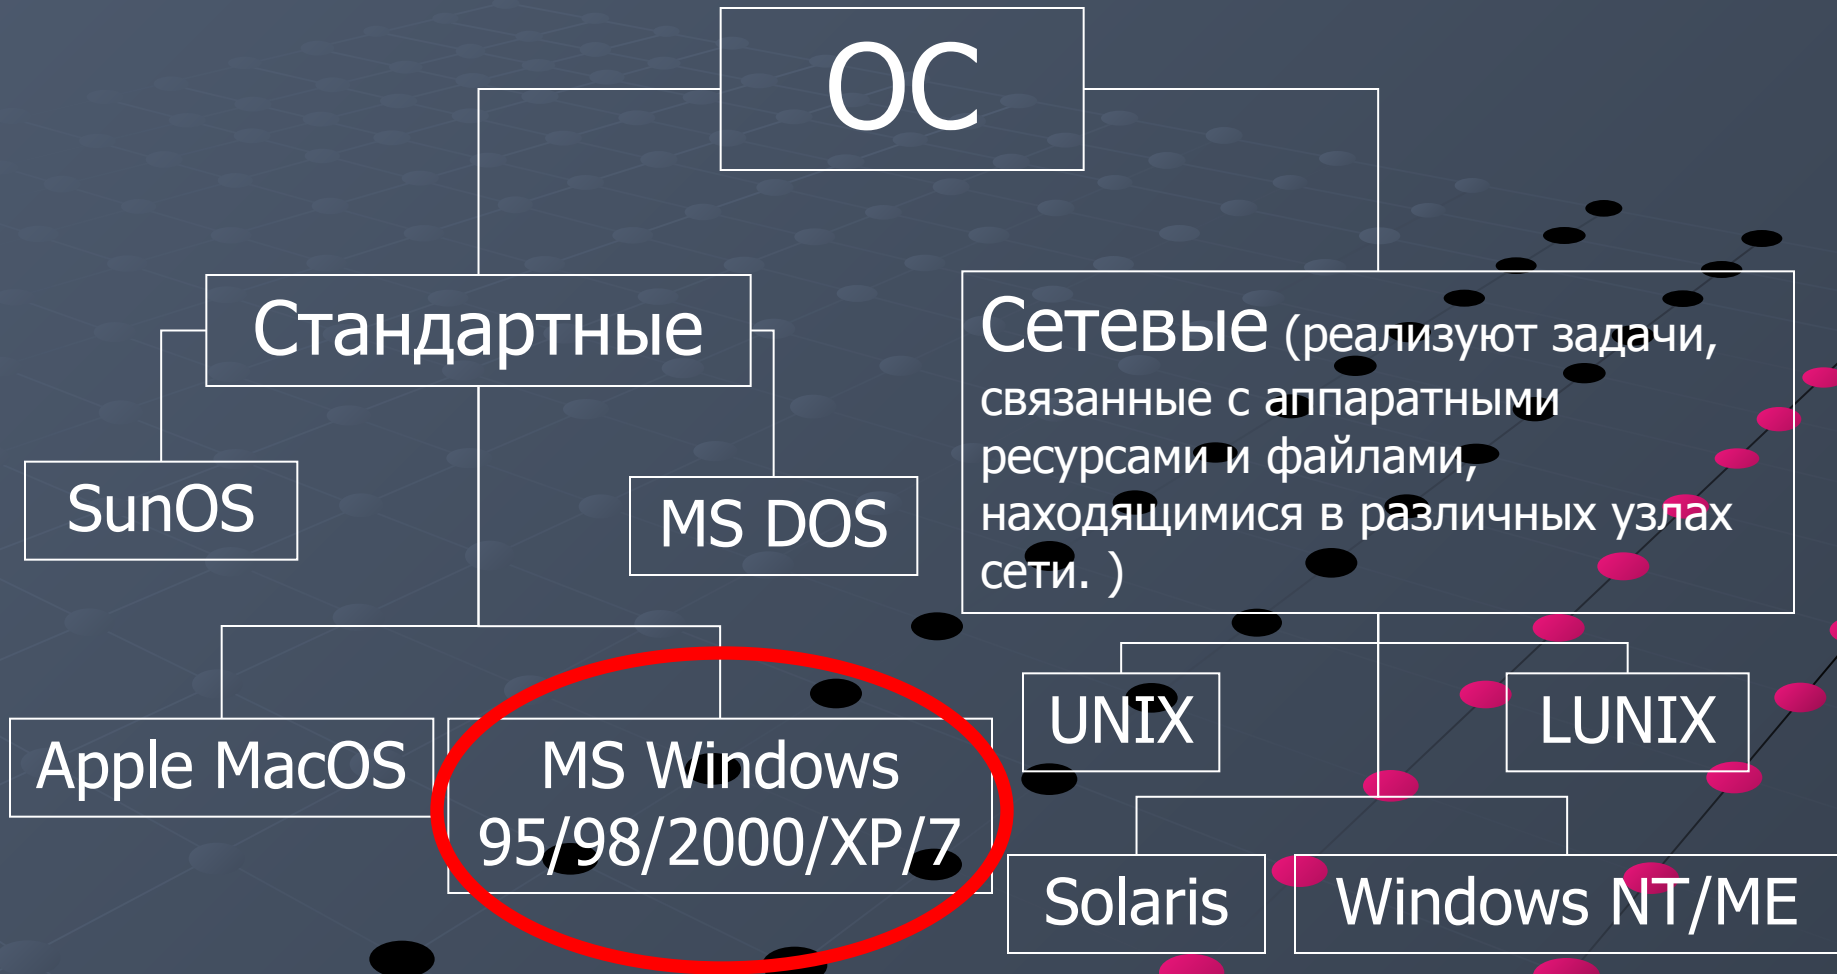 ОС
Стандартные
Сетевые (реализуют задачи,
связанные с аппаратными
ресурсами и файлами,
находящимися в различных узлах
сети. )
SunOS
MS DOS
Apple MacOS
MS Windows
95/98/2000/XP/7
UNIX
LUNIX
Solaris
Windows NT/ME